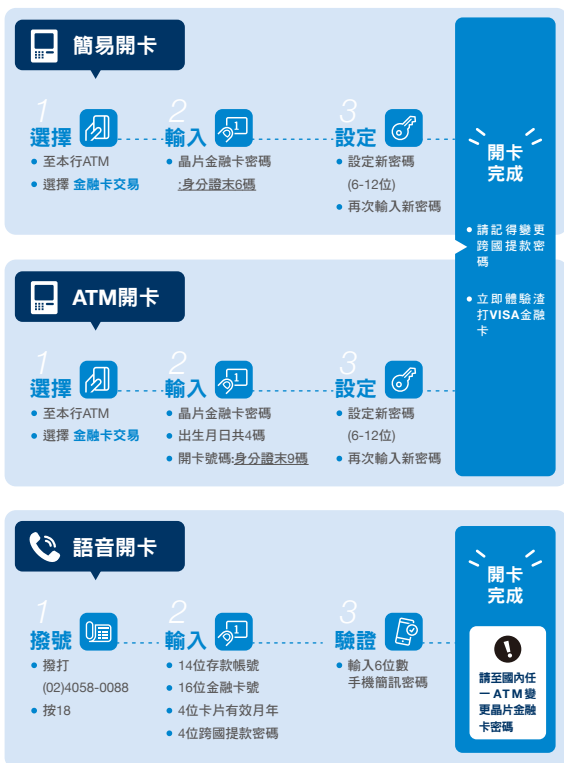 簡易開卡
1
選擇
• 至本行ATM
• 選擇 金融卡交易
2
輸入
• 晶片金融卡密碼
:身分證末6碼
3
設定
• 設定新密碼
(6-12位)
• 再次輸入新密碼
ATM開卡
1
選擇
• 至本行ATM
• 選擇 金融卡交易
2
輸入
• 晶片金融卡密碼
• 出生月日共4碼
• 開卡號碼:身分證末9碼
3
設定
• 設定新密碼
(6-12位)
• 再次輸入新密碼
開卡
完成
• 請記得變更
跨國提款密
碼
• 立即體驗渣
打VISA金融
卡
語音開卡
1
撥號
• 撥打
(02)4058-0088
• 按18
2
輸入
• 14位存款帳號
• 16位金融卡號
• 4位卡片有效月年
• 4位跨國提款密碼
3
驗證
• 輸入6位數
手機簡訊密碼
開卡
完成
請至國內任
一ATM變
更晶片金融
卡密碼